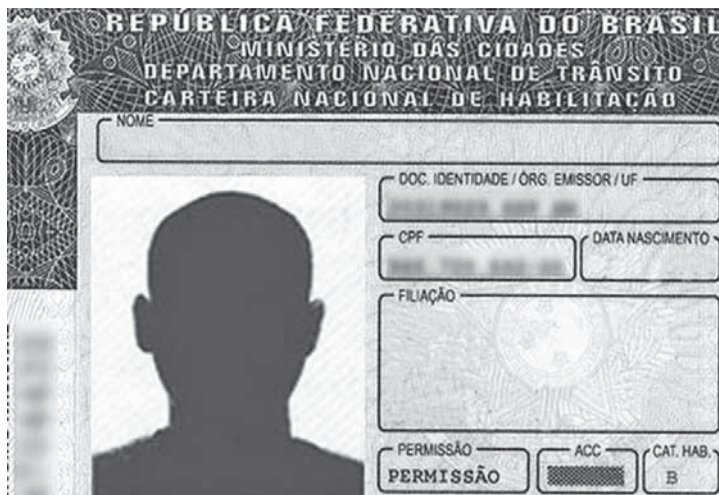 REPÚBLICA FEDERATIVA DO BRASIL
MINISTÉRIO DAS CIDADES
DEPARTAMENTO NACIONAL DE TRÂNSITO
CARTEIRA NACIONAL DE HABILITAÇÃO
NOME
DOC. IDENTIDADE / ÓRG. EMISSOR / UF
CPF
DATA NASCIMENTO
FILIAÇÃO
PERMISSÃO
ACC
CAT. HAB.
PERMISSÃO
B